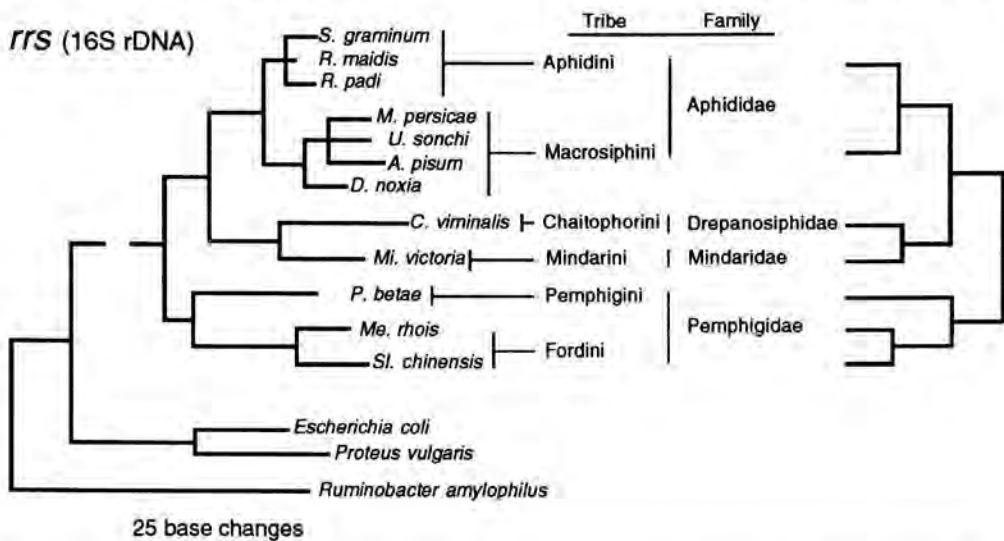 rrs (16S rDNA)
Tribe Family
S. graminum
R. maidis
R. padi
Aphidini
M. persicae
U. sonchi
A. pisum
D. noxia
Macrosiphini
Aphididae
C. viminalis Chaitophorini Drepanosiphidae
Mi. victoria Mindarini Mindaridae
P. betae Pemphigini
Me. rhois
Sl. chinensis
Fordini
Pemphigidae
Escherichia coli
Proteus vulgaris
Ruminobacter amylophilus
25 base changes